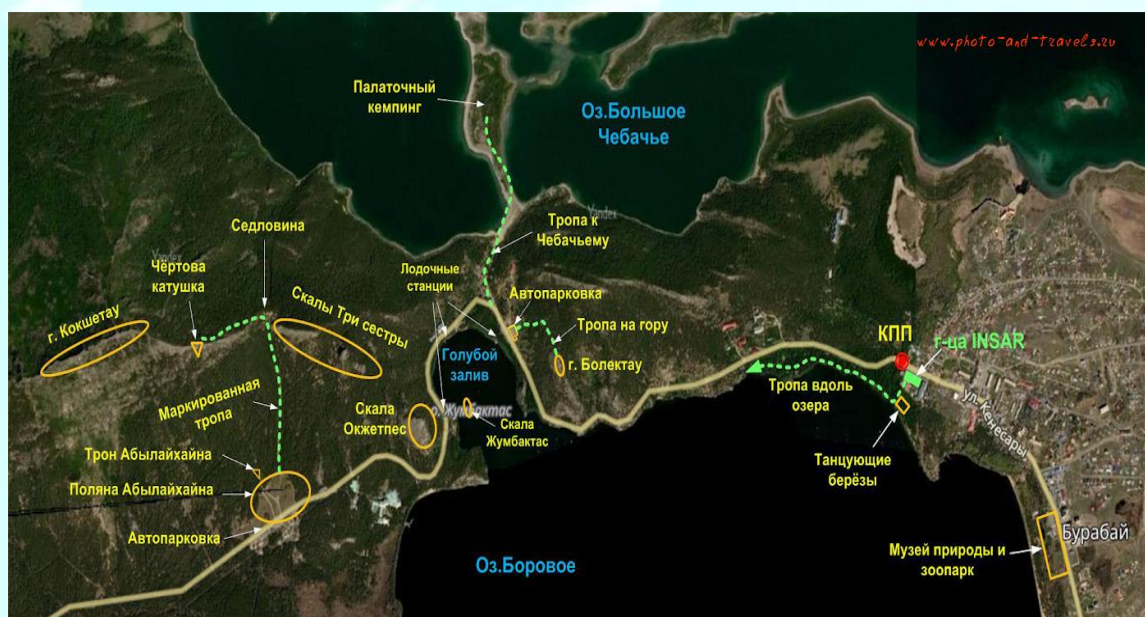 www.photo-and-travels.ru
Палаточный
кемпинг
Оз.Большое
Чебачье
Yandex
Тропа к
Чебачьему
Седловина
Yandex
Чёртова
катушка
Лодочные
станции
Автопарковка
г. Кокшетау
Скалы Три сестры
Тропа на гору
КПП
г-ца INSAR
Голубой
залив
г. Болектау
Маркированная
тропа
Тропа вдоль
озера
ул. Кенесары
Скала
Окжетпес
о. Жумбактас
Скала
Жумбактас
Трон Абылайхайна
Поляна Абылайхайна
Танцующие
берёзы
Автопарковка
Бурабай
Музей природы и
зоопарк
Оз.Боровое